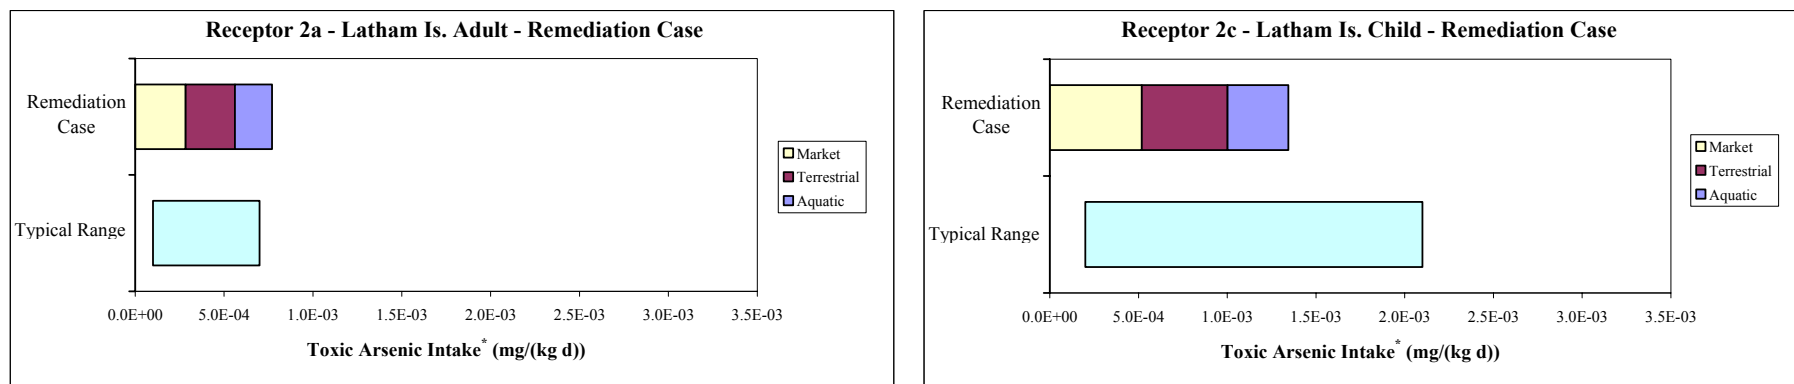 Receptor 2a - Latham Is. Adult - Remediation Case
Remediation
Case
Typical Range
0.0E+00 5.0E-04 1.0E-03 1.5E-03 2.0E-03 2.5E-03 3.0E-03 3.5E-03
Toxic Arsenic Intake* (mg/(kg d))
Market
Terrestrial
Aquatic
Receptor 2c - Latham Is. Child - Remediation Case
Remediation
Case
Typical Range
0.0E+00 5.0E-04 1.0E-03 1.5E-03 2.0E-03 2.5E-03 3.0E-03 3.5E-03
Toxic Arsenic Intake* (mg/(kg d))
Market
Terrestrial
Aquatic